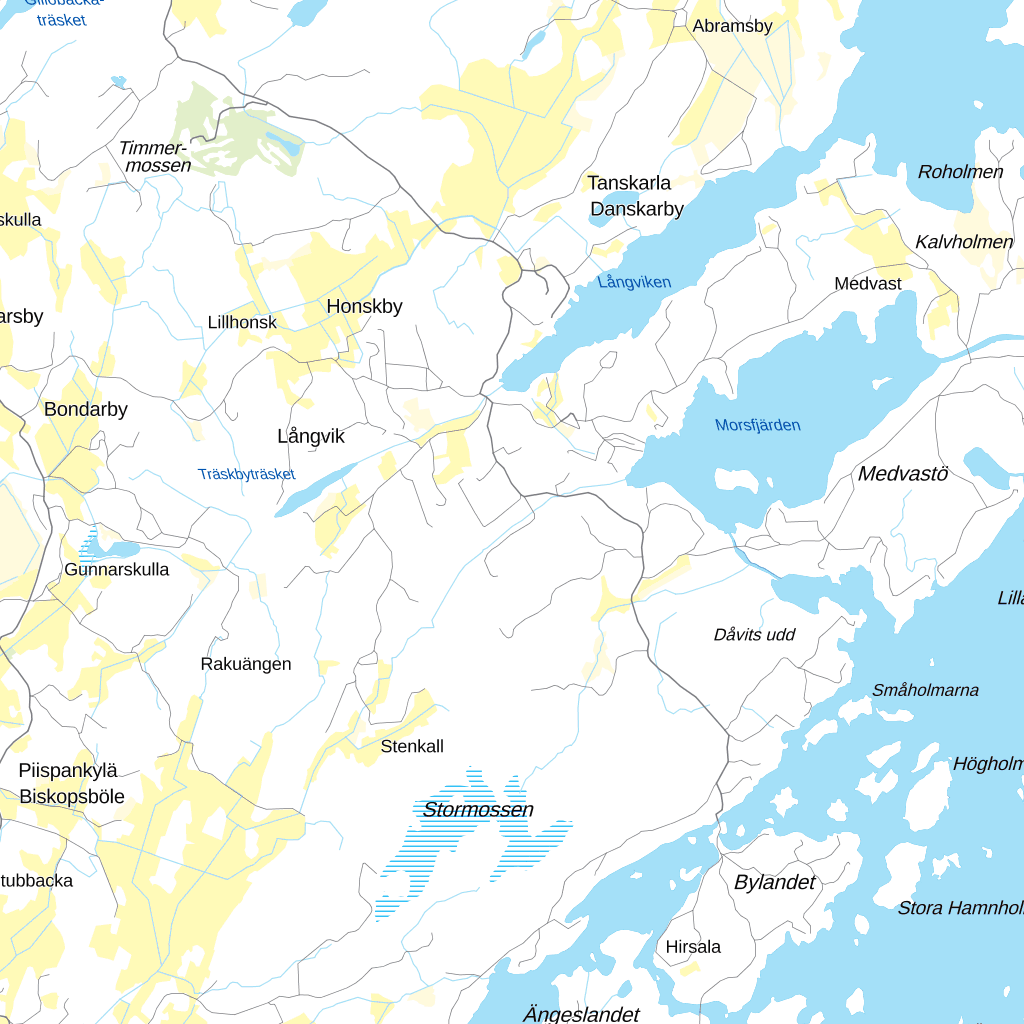 träsket
Abramsby
Timmer-
mossen
Roholmen
Tanskarla
Danskarby
skulla
Kalvholmen
Långviken
Medvast
Honskby
arsby
Lillhonsk
Bondarby
Morsfjärden
Långvik
Träskbyträsket
Medvastö
Gunnarskulla
Lilla
Dåvits udd
Rakuängen
Småholmarna
Stenkall
Högholm
Piispankylä
Biskopsböle
Stormossen
tubbacka
Bylandet
Stora Hamnhol
Hirsala
Ängeslandet